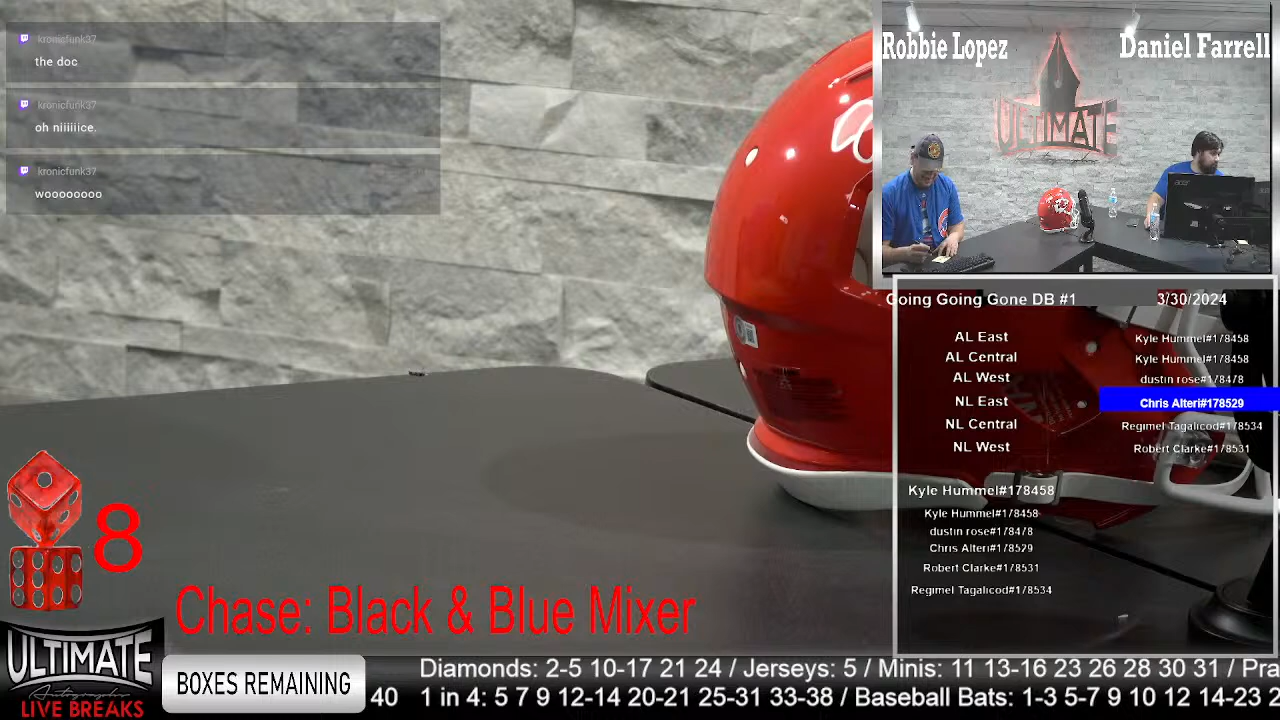 kronicfunk37
the doc
kronicfunk37
oh niiiiice.
kronicfunk37
woooooooo
Robbie Lopez
Daniel Farrell
ULTIMATE
Going Going Gone DB #1 3/30/2024
AL East Kyle Hummel#178458
AL Central Kyle Hummel#178458
AL West dustin rose#178478
NL East Chris Alteri#178529
NL Central Regimel Tagalicod#178534
NL West Robert Clarke#178531
Kyle Hummel#178458
Kyle Hummel#178458
dustin rose#178478
Chris Alteri#178529
Robert Clarke#178531
Regimel Tagalicod#178534
8
Chase: Black & Blue Mixer
ULTIMATE
Autographs
LIVE BREAKS
BOXES REMAINING
Diamonds: 2-5 10-17 21 24 / Jerseys: 5 / Minis: 11 13-16 23 26 28 30 31 / Pra
40 1 in 4: 5 7 9 12-14 20-21 25-31 33-38 / Baseball Bats: 1-3 5-7 9 10 12 14-23 2